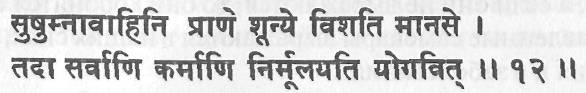 सुषुम्नावाहिनि प्राणे शून्ये विशति मानसे ।
तदा सर्वाणि कर्माणि निर्मूलयति योगवित् ॥ १२ ॥